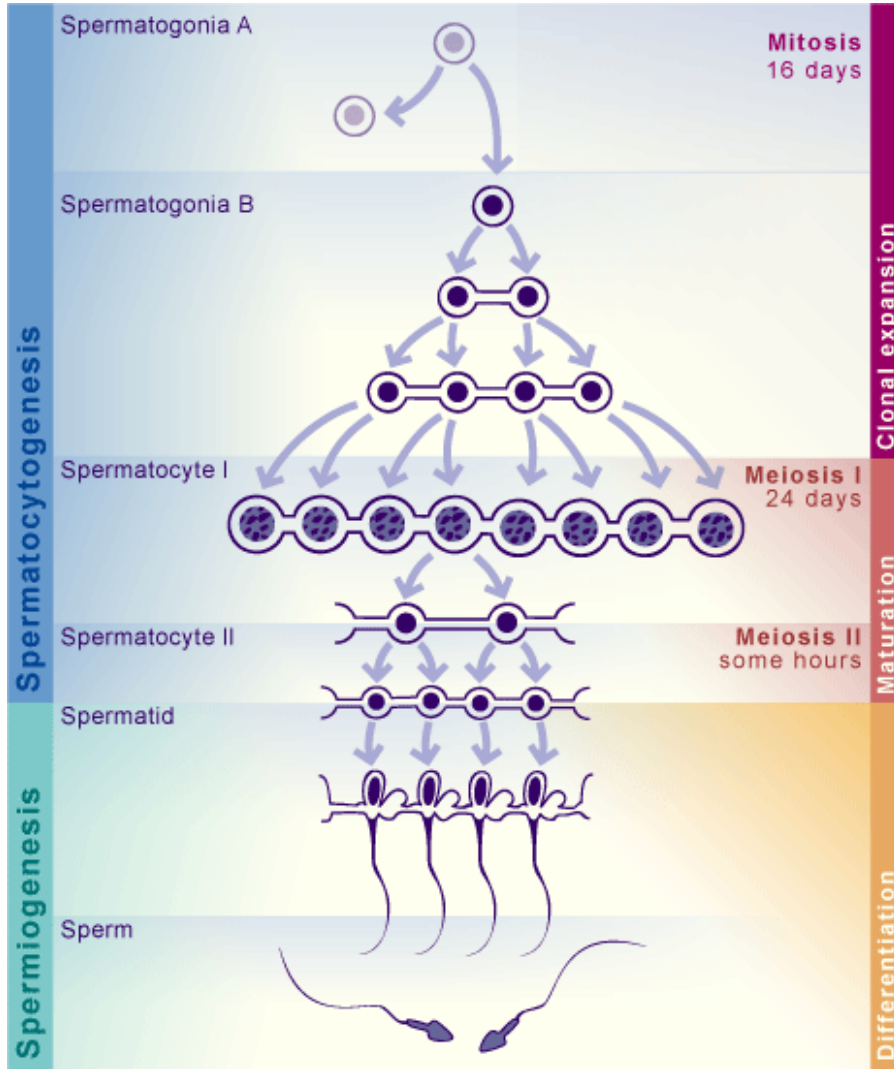 Spermatogonia A
Mitosis
16 days
Spermatogonia B
Clonal expansion
Spermatocytogenesis
Spermatocyte I
Meiosis I
24 days
Maturation
Spermatocyte II
Meiosis II
some hours
Spermatid
Spermiogenesis
Differentiation
Sperm